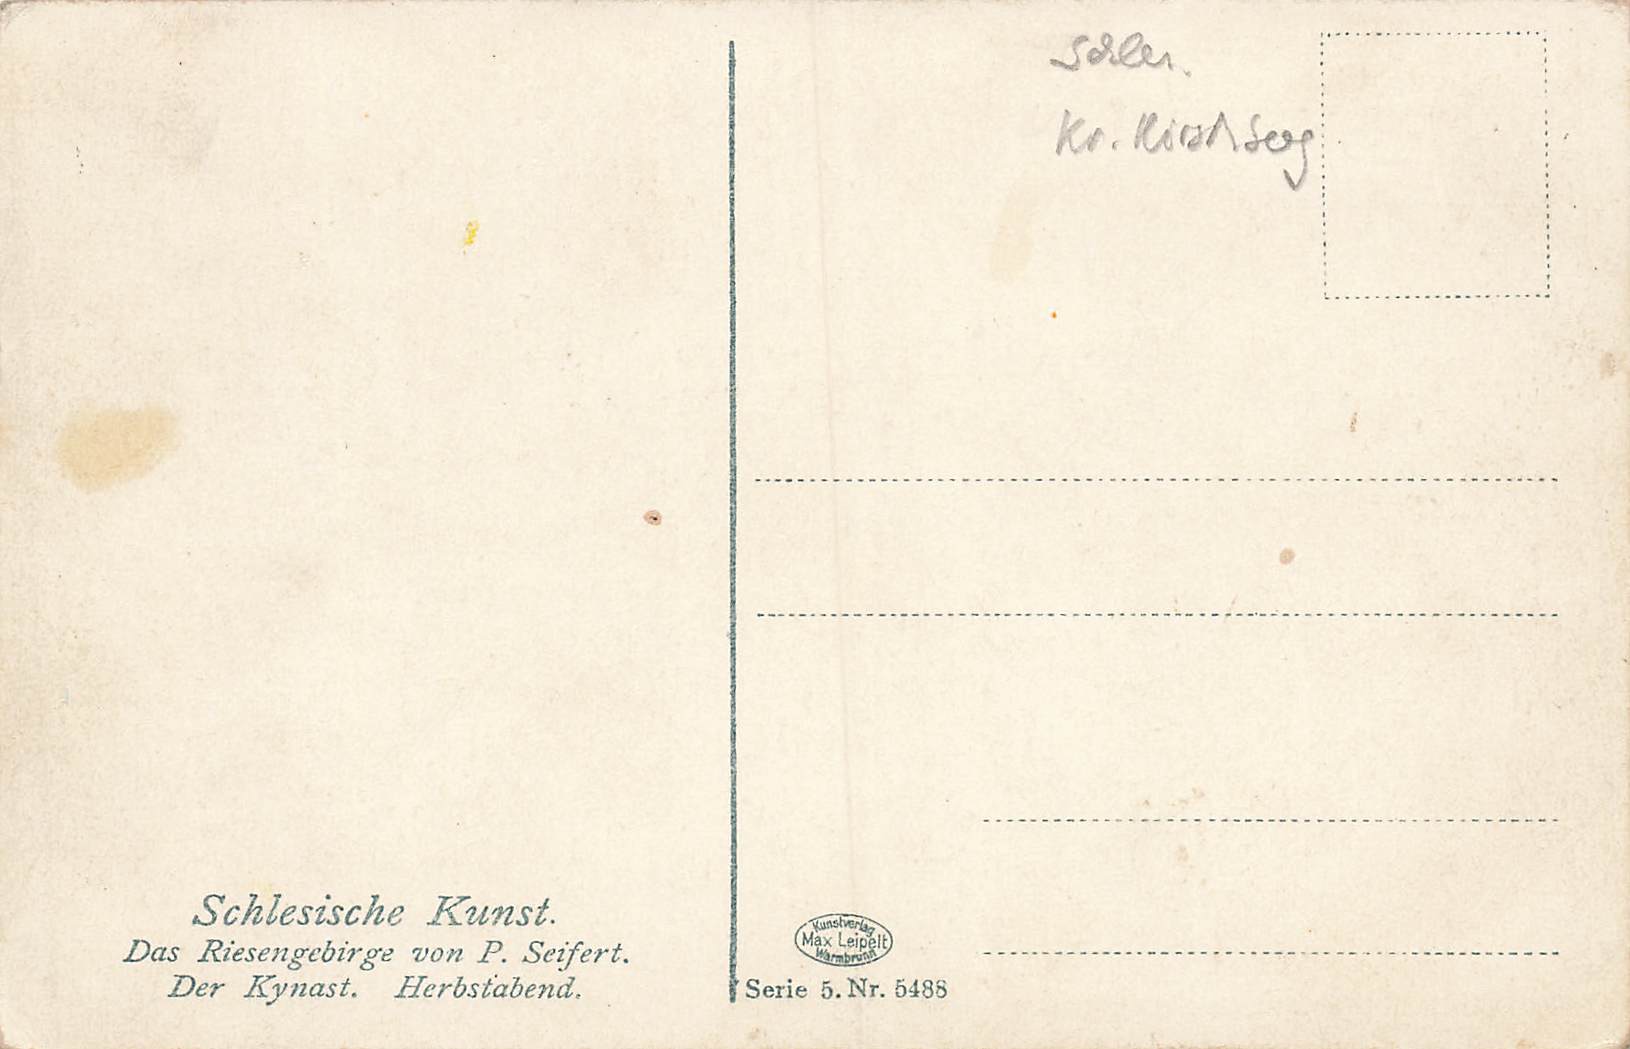 Schles.
Kr. Hirschberg
Schlesische Kunst.
Das Riesengebirge von P. Seifert.
Der Kynast. Herbstabend.
Kunstverlag
Max Leipelt
Warmbrunn
Serie 5. Nr. 5488